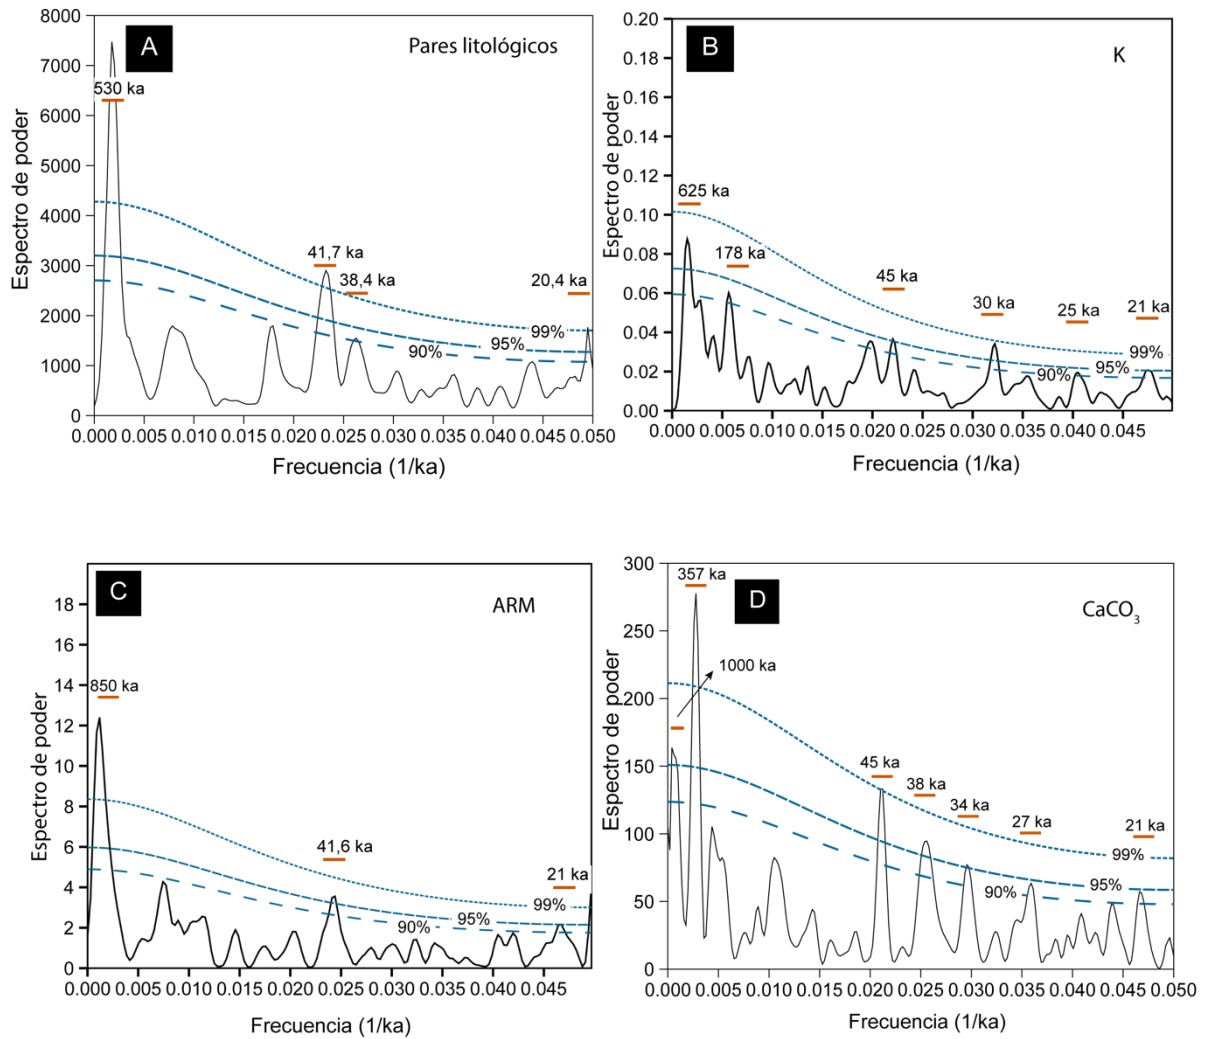 A
Pares litológicos
Espectro de poder
8000
7000
6000
5000
4000
3000
2000
1000
0
530 ka
41,7 ka
38,4 ka
20,4 ka
99%
95%
90%
0.000 0.005 0.010 0.015 0.020 0.025 0.030 0.035 0.040 0.045 0.050
Frecuencia (1/ka)
B
K
Espectro de poder
0.20
0.18
0.16
0.14
0.12
0.10
0.08
0.06
0.04
0.02
0.00
625 ka
178 ka
45 ka
30 ka
25 ka
21 ka
99%
95%
90%
0.000 0.005 0.010 0.015 0.020 0.025 0.030 0.035 0.040 0.045
Frecuencia (1/ka)
C
ARM
Espectro de poder
18
16
14
12
10
8
6
4
2
0
850 ka
41,6 ka
21 ka
99%
95%
90%
0.000 0.005 0.010 0.015 0.020 0.025 0.030 0.035 0.040 0.045
Frecuencia (1/ka)
D
CaCO₃
Espectro de poder
300
250
200
150
100
50
0
357 ka
1000 ka
45 ka
38 ka
34 ka
27 ka
21 ka
99%
95%
90%
0.000 0.005 0.010 0.015 0.020 0.025 0.030 0.035 0.040 0.045 0.050
Frecuencia (1/ka)